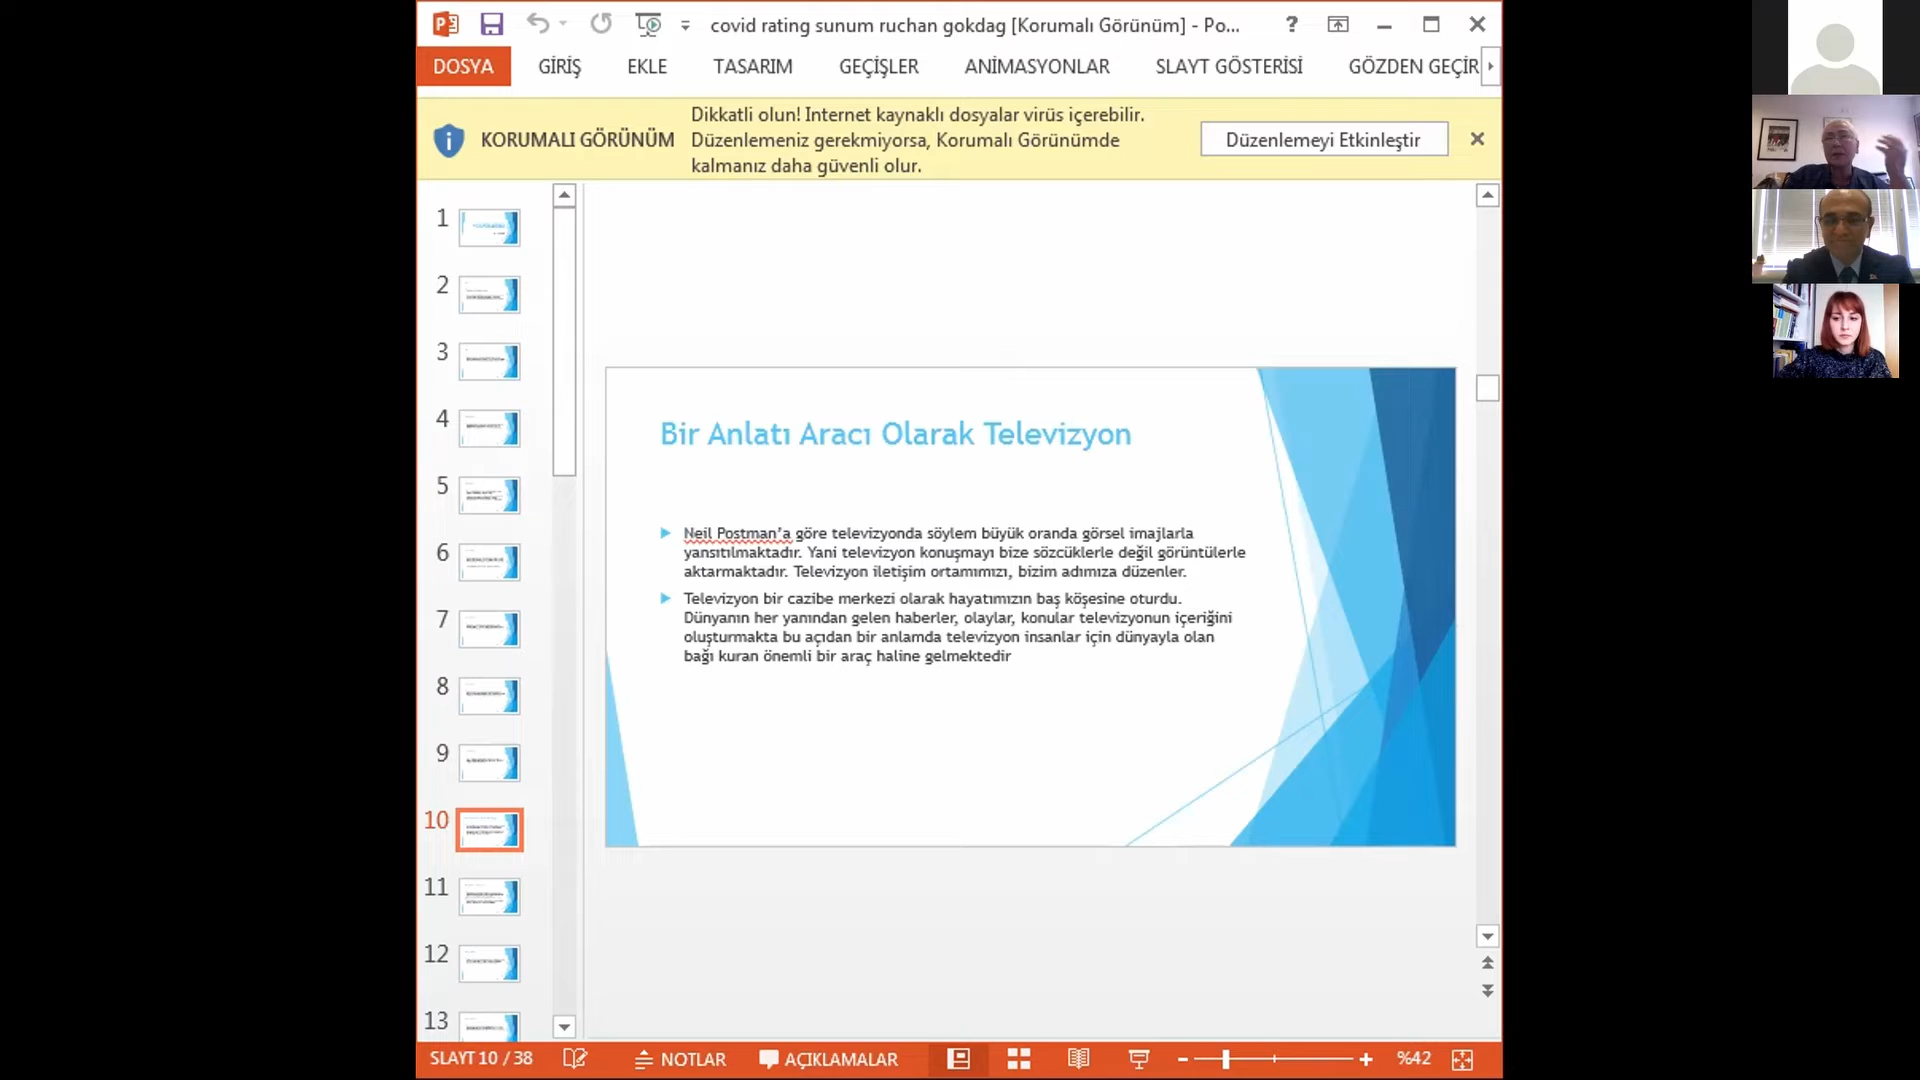 covid rating sunum ruchan gokdag [Korumalı Görünüm] - Po...
DOSYA GİRİŞ EKLE TASARIM GEÇİŞLER ANİMASYONLAR SLAYT GÖSTERİSİ GÖZDEN GEÇİR
KORUMALI GÖRÜNÜM
Dikkatli olun! Internet kaynaklı dosyalar virüs içerebilir.
Düzenlemeniz gerekmiyorsa, Korumalı Görünümde
kalmanız daha güvenli olur.
Düzenlemeyi Etkinleştir
1
2
3
4
5
6
7
8
9
10
11
12
13
Bir Anlatı Aracı Olarak Televizyon
Neil Postman’a göre televizyonda söylem büyük oranda görsel imajlarla
yansıtılmaktadır. Yani televizyon konuşmayı bize sözcüklerle değil görüntülerle
aktarmaktadır. Televizyon iletişim ortamımızı, bizim adımıza düzenler.
Televizyon bir cazibe merkezi olarak hayatımızın baş köşesine oturdu.
Dünyanın her yanından gelen haberler, olaylar, konular televizyonun içeriğini
oluşturmakta bu açıdan bir anlamda televizyon insanlar için dünyayla olan
bağı kuran önemli bir araç haline gelmektedir
SLAYT 10 / 38 NOTLAR AÇIKLAMALAR %42